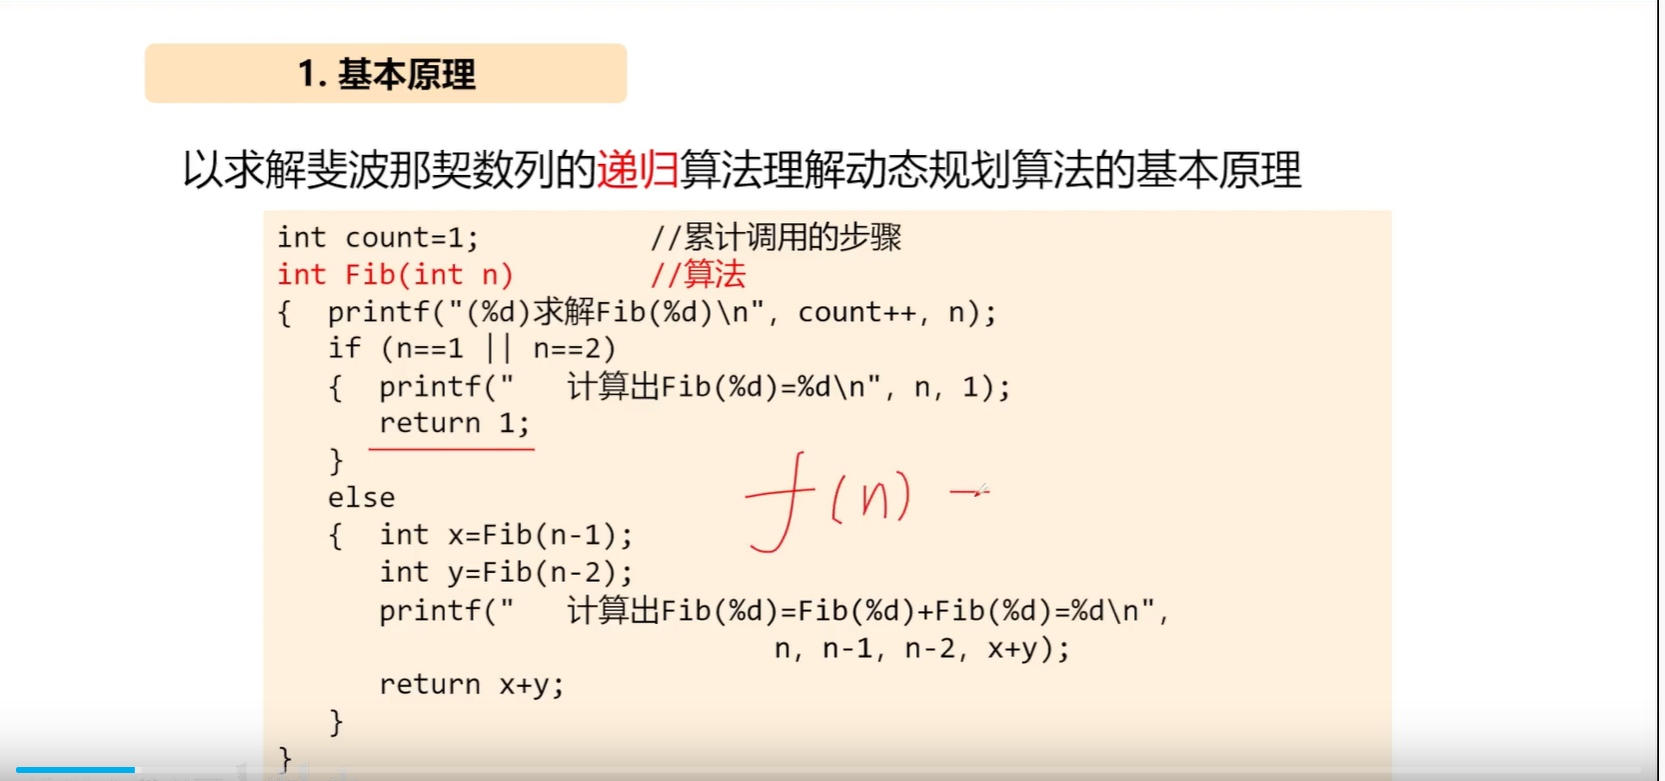 1. 基本原理
以求解斐波那契数列的递归算法理解动态规划算法的基本原理
int count=1; //累计调用的步骤
int Fib(int n) //算法
{ printf("(%d)求解Fib(%d)\n", count++, n);
if (n==1 || n==2)
{ printf(" 计算出Fib(%d)=%d\n", n, 1);
return 1;
}
else
f(n)
{ int x=Fib(n-1);
int y=Fib(n-2);
printf(" 计算出Fib(%d)=Fib(%d)+Fib(%d)=%d\n",
n, n-1, n-2, x+y);
return x+y;
}
}